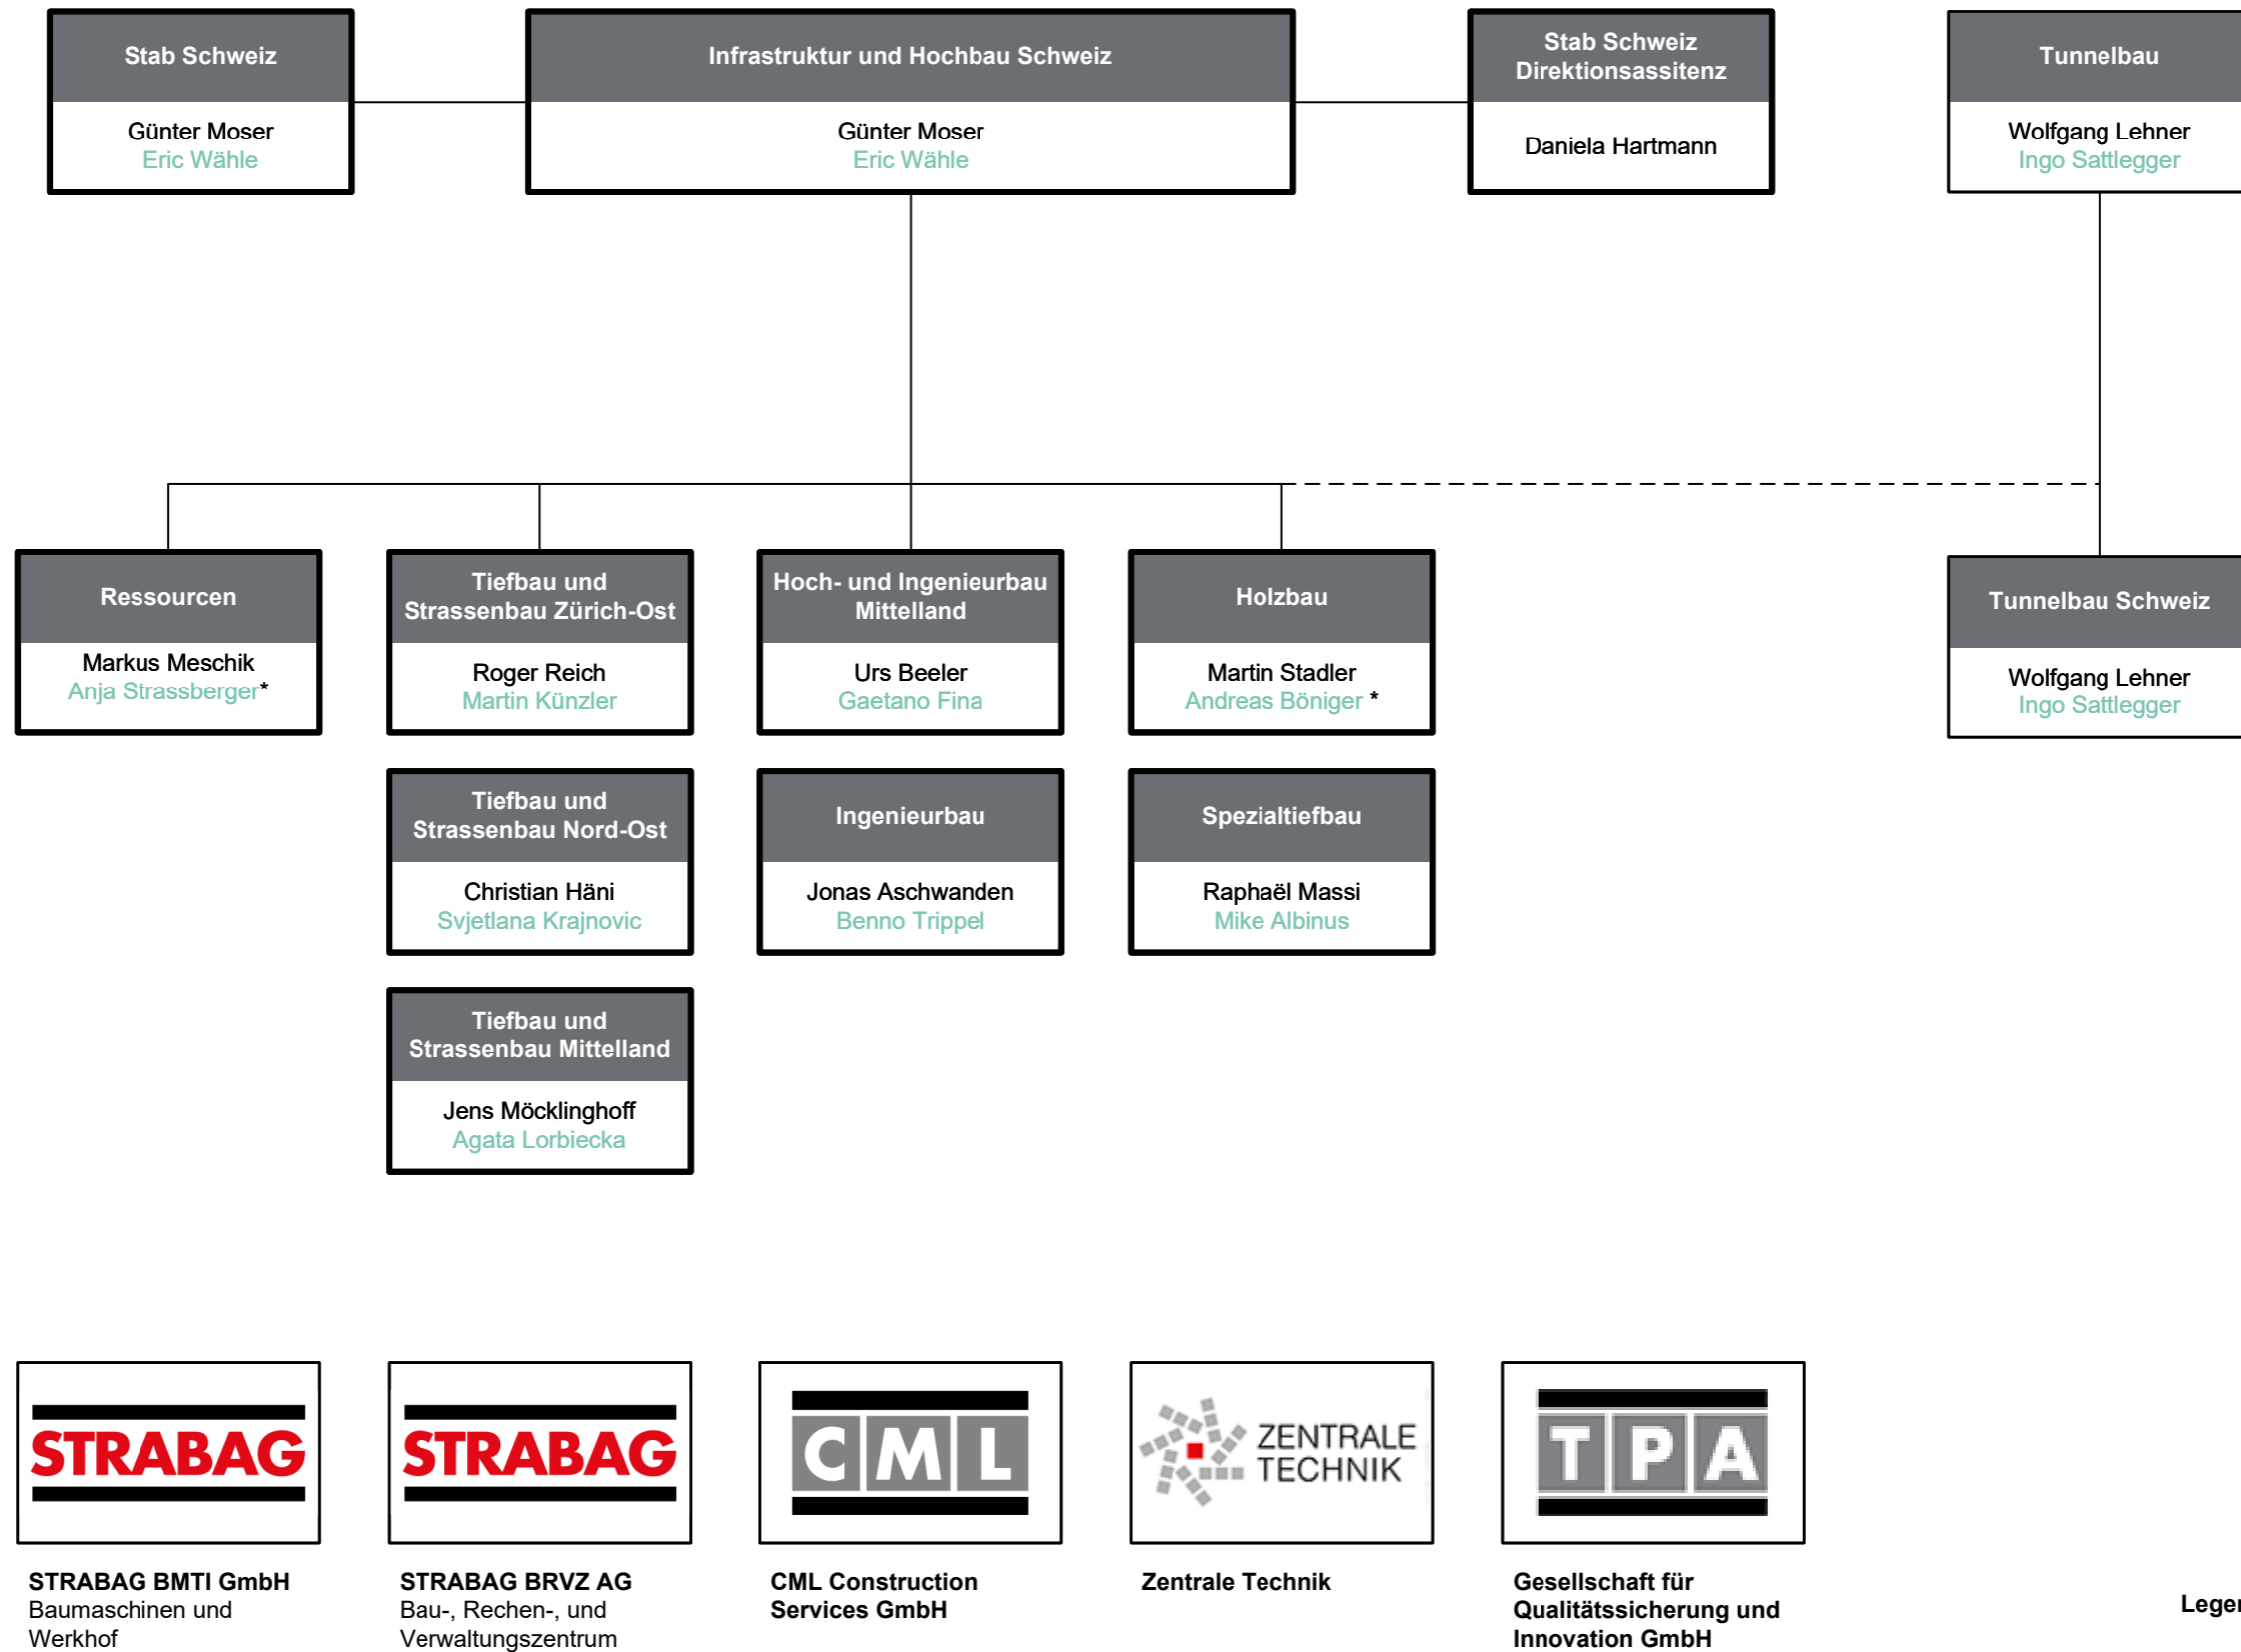 Stab Schweiz
Günter Moser
Eric Wähle
Infrastruktur und Hochbau Schweiz
Günter Moser
Eric Wähle
Stab Schweiz
Direktionsassitenz
Daniela Hartmann
Tunnelbau
Wolfgang Lehner
Ingo Sattlegger
Ressourcen
Markus Meschik
Anja Strassberger*
Tiefbau und
Strassenbau Zürich-Ost
Roger Reich
Martin Künzler
Hoch- und Ingenieurbau
Mittelland
Urs Beeler
Gaetano Fina
Holzbau
Martin Stadler
Andreas Böniger *
Tunnelbau Schweiz
Wolfgang Lehner
Ingo Sattlegger
Tiefbau und
Strassenbau Nord-Ost
Christian Häni
Svjetlana Krajnovic
Ingenieurbau
Jonas Aschwanden
Benno Trippel
Spezialtiefbau
Raphaël Massi
Mike Albinus
Tiefbau und
Strassenbau Mittelland
Jens Möcklinghoff
Agata Lorbiecka
STRABAG
STRABAG
CML
ZENTRALE
TECHNIK
TPA
STRABAG BMTI GmbH
Baumaschinen und
Werkhof
STRABAG BRVZ AG
Bau-, Rechen-, und
Verwaltungszentrum
CML Construction
Services GmbH
Zentrale Technik
Gesellschaft für
Qualitätssicherung und
Innovation GmbH